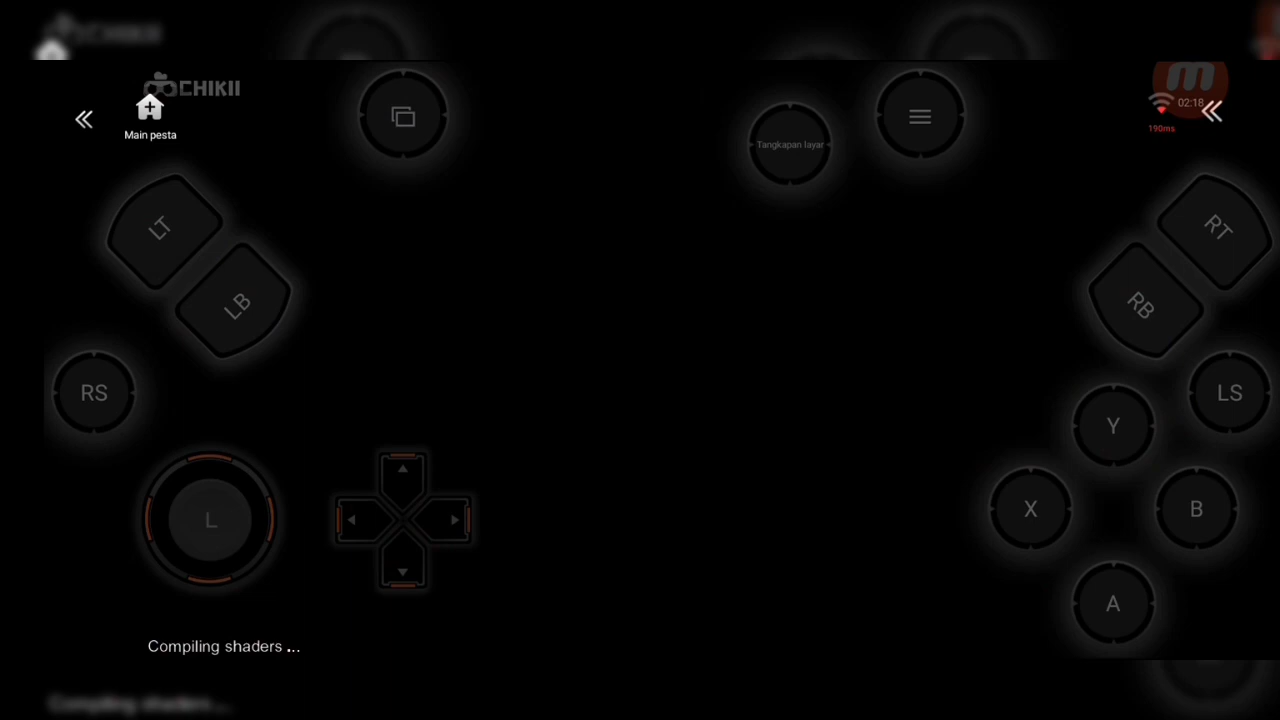 CHIKII
Main pesta
Tangkapan layar
02:18
190ms
LT
LB
RT
RB
RS
LS
Y
X
B
A
L
Compiling shaders ...